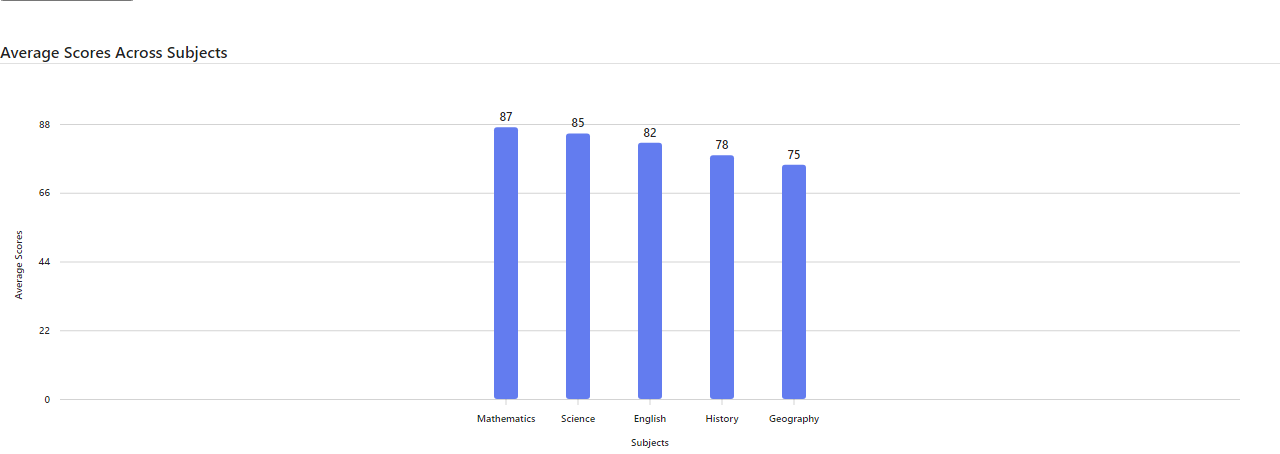 Average Scores Across Subjects
87
85
82
78
75
88
66
44
22
0
Average Scores
Mathematics Science English History Geography
Subjects